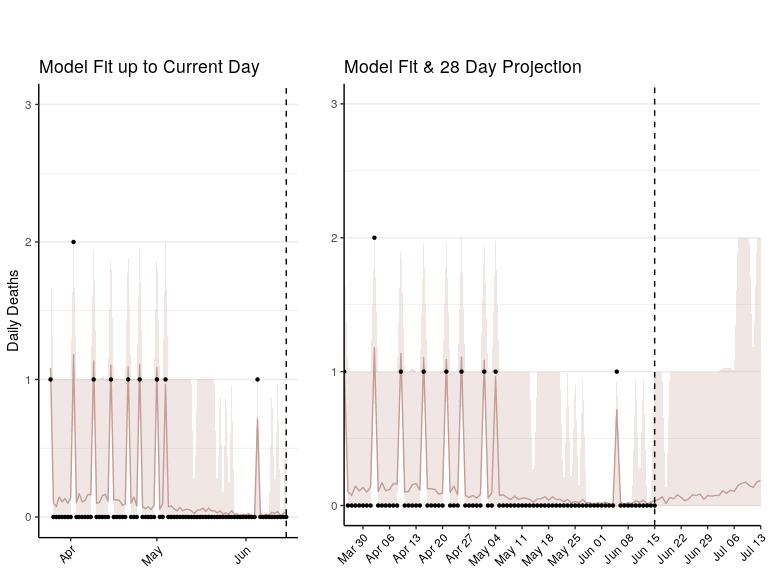 Model Fit up to Current Day
Model Fit & 28 Day Projection
Daily Deaths
3
2
1
0
Apr
May
Jun
3
2
1
0
Mar 30
Apr 06
Apr 13
Apr 20
Apr 27
May 04
May 11
May 18
May 25
Jun 01
Jun 08
Jun 15
Jun 22
Jun 29
Jul 06
Jul 13